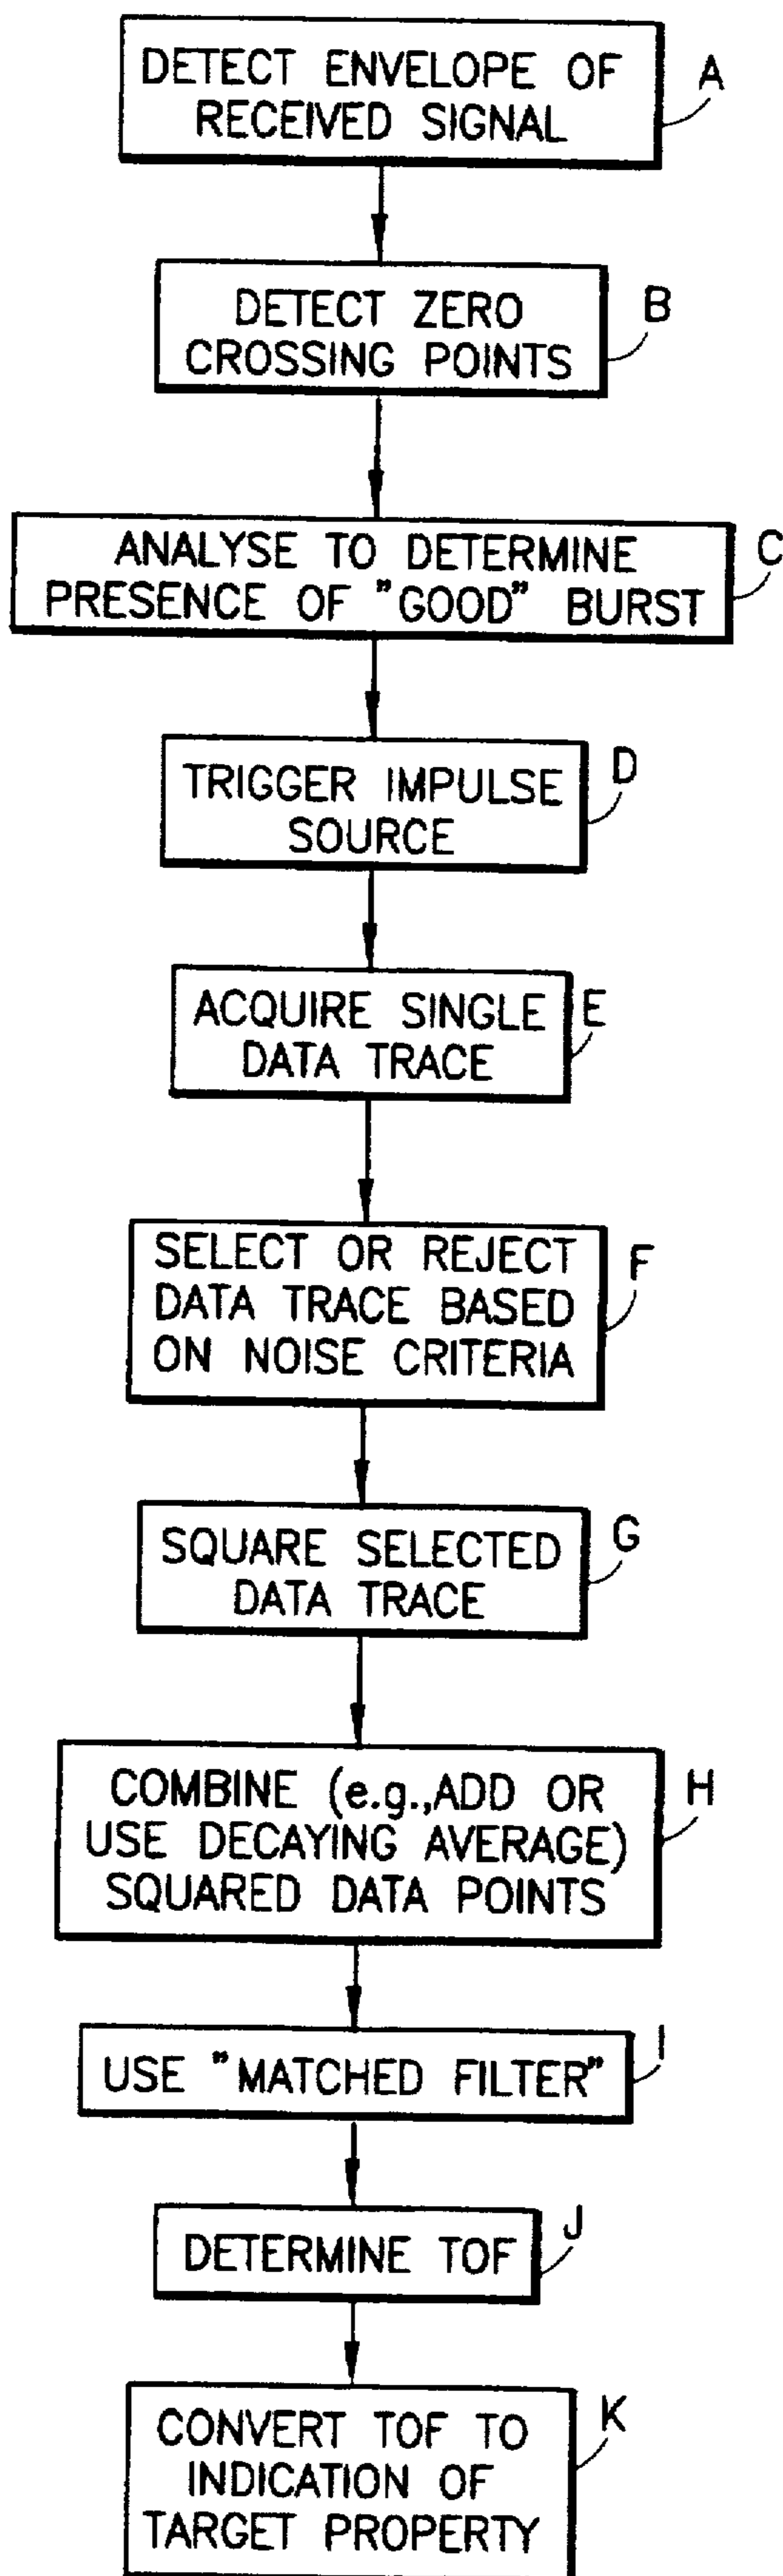 DETECT ENVELOPE OF
RECEIVED SIGNAL
A
DETECT ZERO
CROSSING POINTS
B
ANALYSE TO DETERMINE
PRESENCE OF "GOOD" BURST
C
TRIGGER IMPULSE
SOURCE
D
ACQUIRE SINGLE
DATA TRACE
E
SELECT OR REJECT
DATA TRACE BASED
ON NOISE CRITERIA
F
SQUARE SELECTED
DATA TRACE
G
COMBINE (e.g.,ADD OR
USE DECAYING AVERAGE)
SQUARED DATA POINTS
H
USE "MATCHED FILTER"
I
DETERMINE TOF
J
CONVERT TOF TO
INDICATION OF
TARGET PROPERTY
K